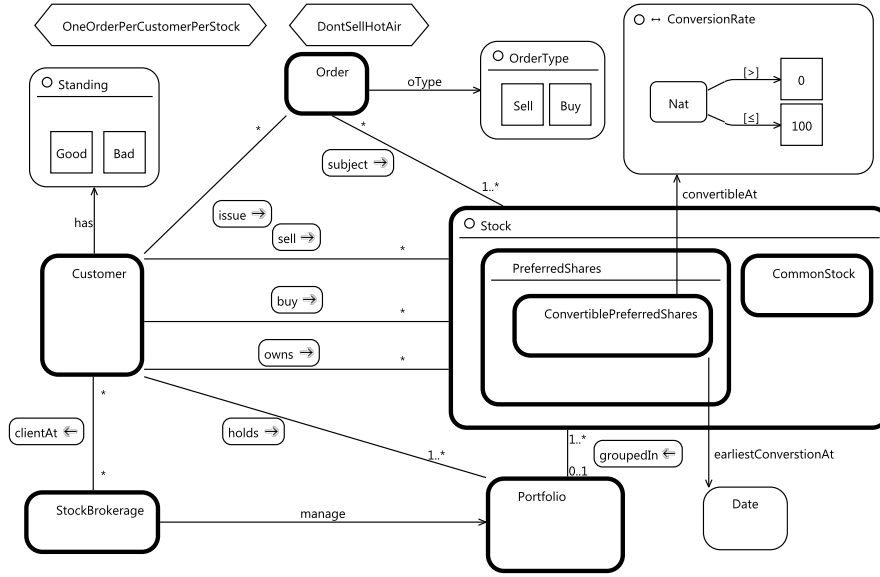 OneOrderPerCustomerPerStock
DontSellHotAir
↔ ConversionRate
Order
OrderType
oType
[>]
0
Nat
Sell
Buy
[≤]
100
Standing
Good
Bad
*
*
subject
1..*
convertibleAt
has
issue
sell
*
Stock
Customer
PreferredShares
CommonStock
buy
*
ConvertiblePreferredShares
owns
*
*
clientAt
holds
1..*
1..*
groupedIn
0..1
earliestConverstionAt
*
StockBrokerage
manage
Portfolio
Date